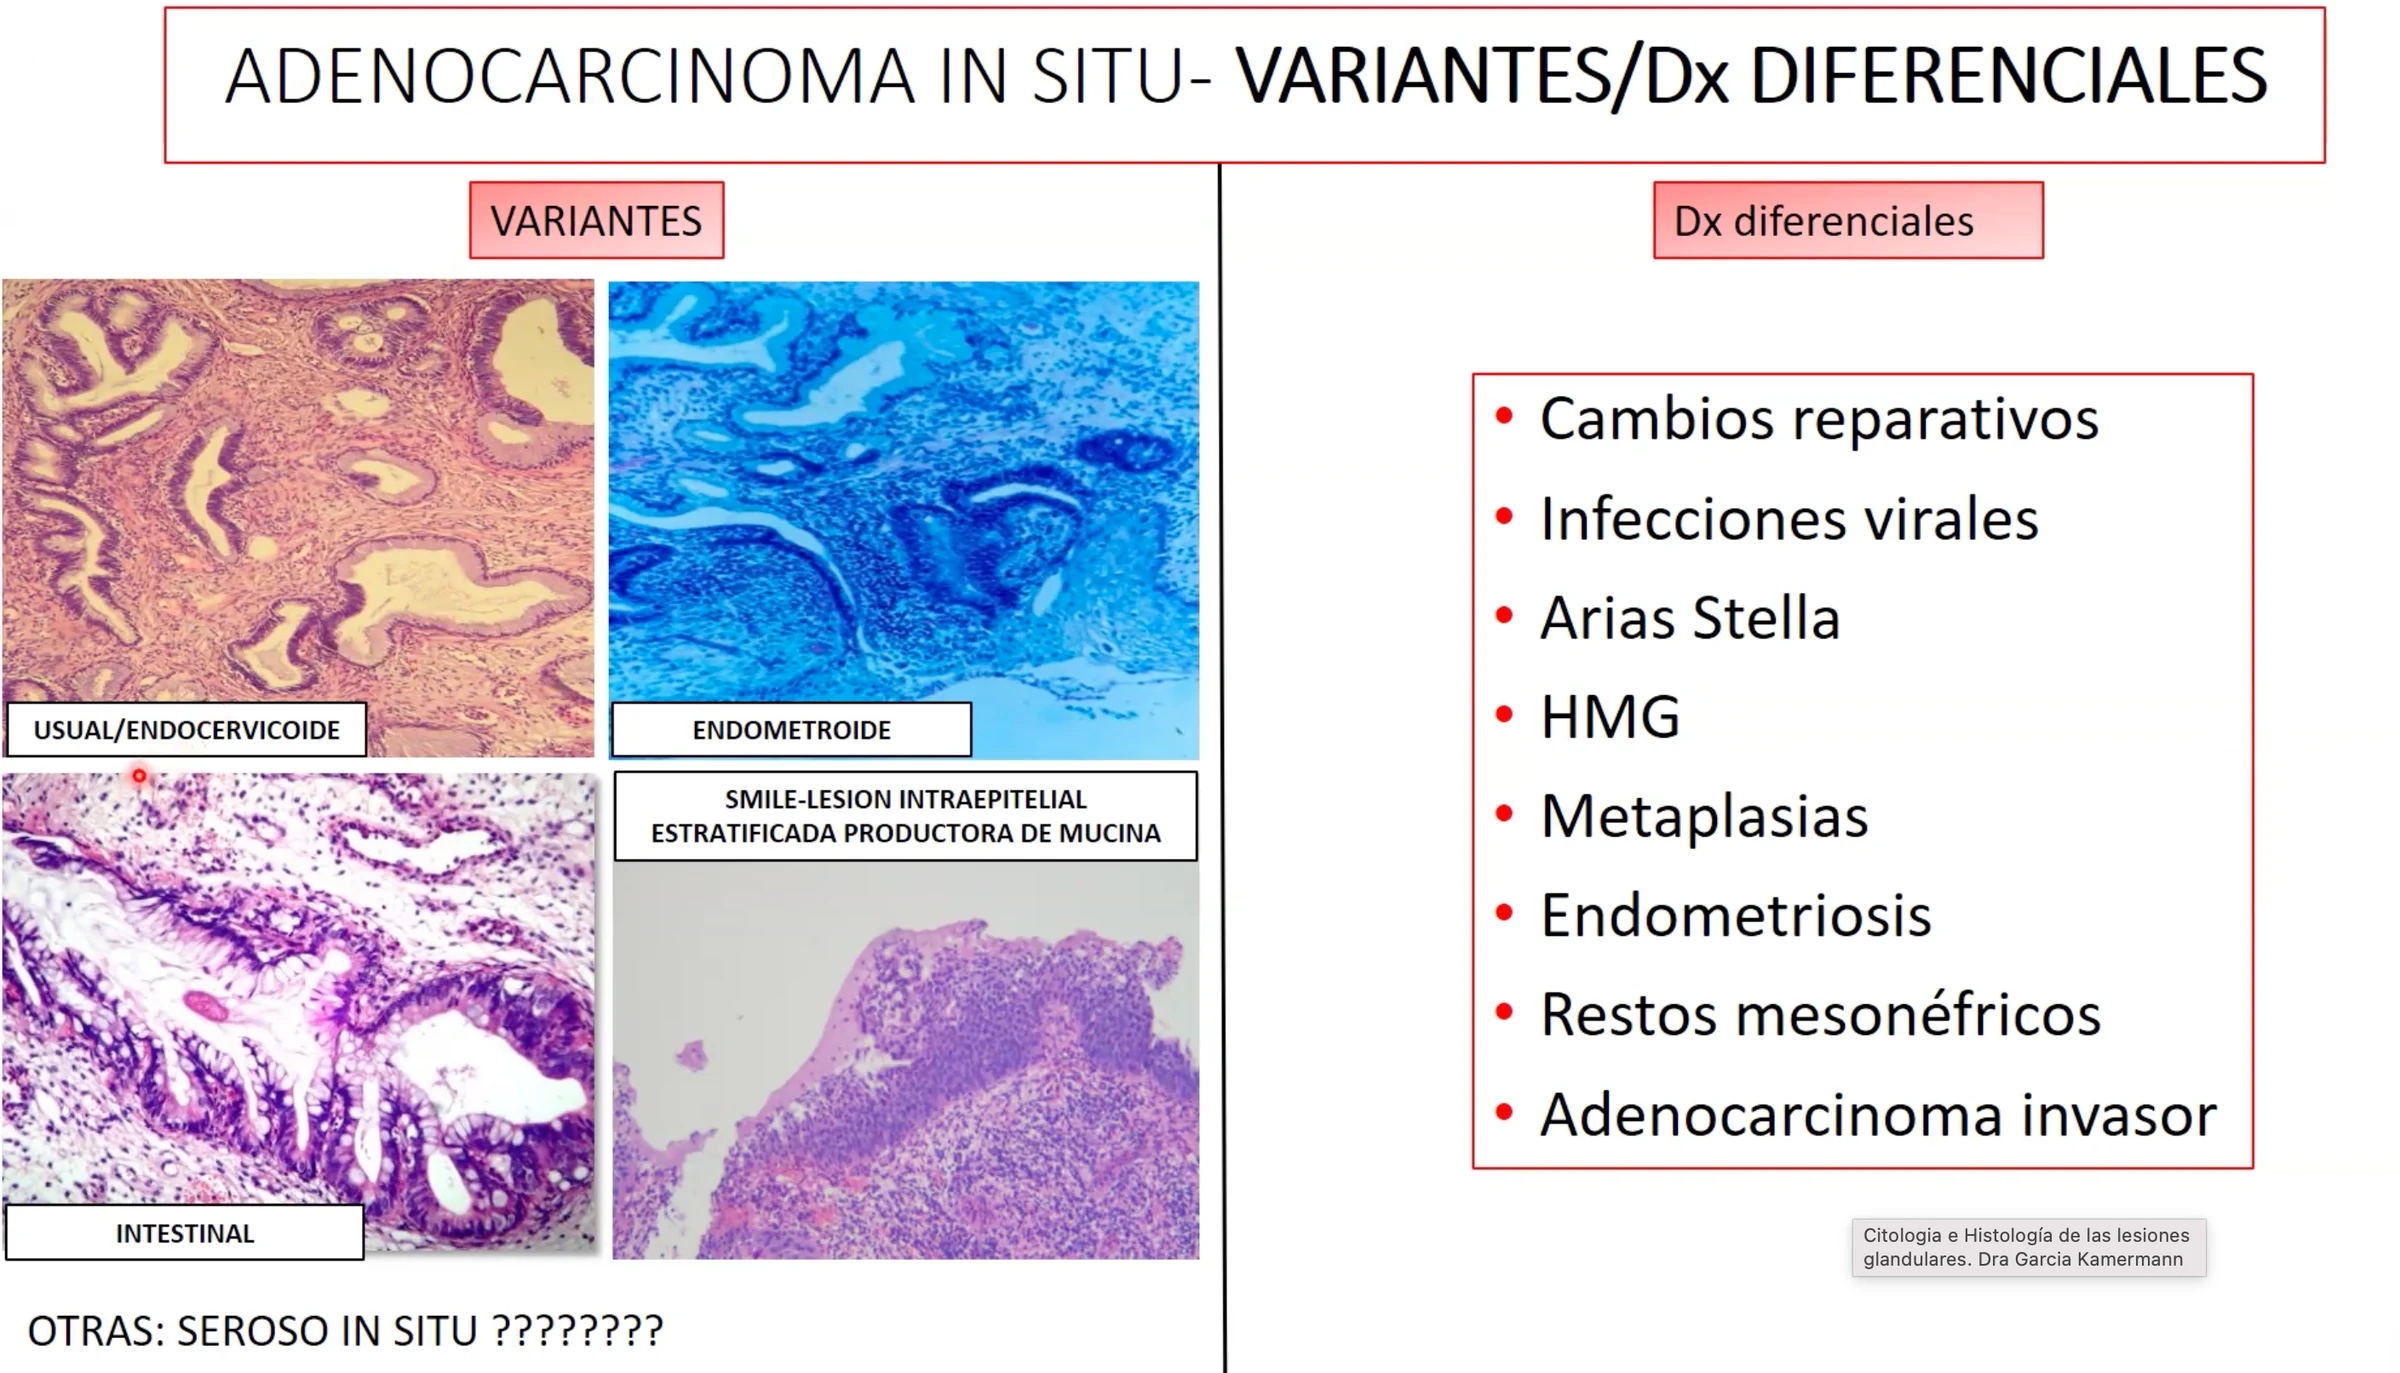 ADENOCARCINOMA IN SITU- VARIANTES/Dx DIFERENCIALES
VARIANTES
USUAL/ENDOCERVICOIDE
ENDOMETROIDE
INTESTINAL
SMILE-LESION INTRAEPITELIAL
ESTRATIFICADA PRODUCTORA DE MUCINA
OTRAS: SEROSO IN SITU ????????
Dx diferenciales
• Cambios reparativos
• Infecciones virales
• Arias Stella
• HMG
• Metaplasias
• Endometriosis
• Restos mesonéfricos
• Adenocarcinoma invasor
Citologia e Histología de las lesiones
glandulares. Dra Garcia Kamermann